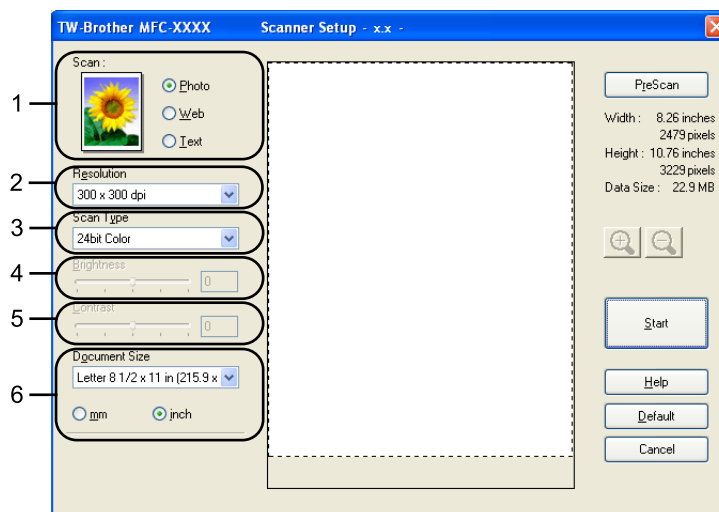 TW-Brother MFC-XXXX Scanner Setup - x.x -
1
Scan :
Photo
Web
Text
2
Resolution
300 x 300 dpi
3
Scan Type
24bit Color
4
Brightness
0
5
Contrast
0
6
Document Size
Letter 8 1/2 x 11 in (215.9 x
mm
inch
PreScan
Width : 8.26 inches
2479 pixels
Height : 10.76 inches
3229 pixels
Data Size : 22.9 MB
Start
Help
Default
Cancel